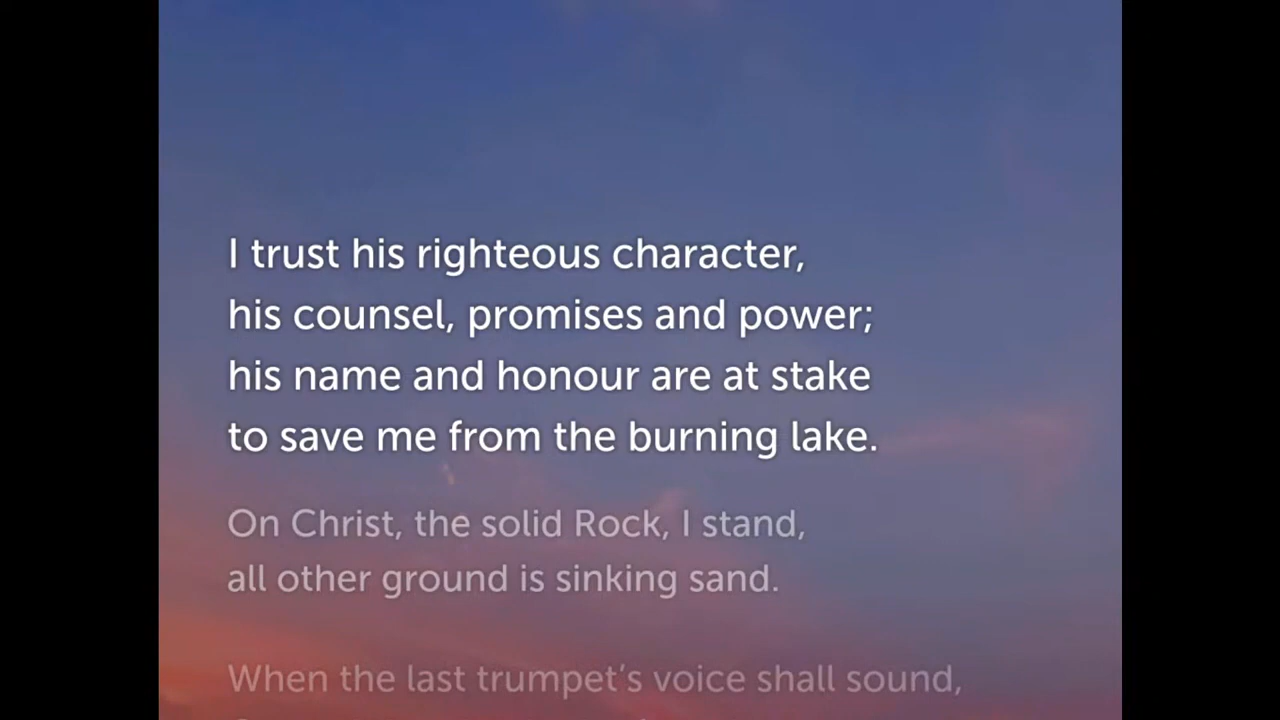 I trust his righteous character,
his counsel, promises and power;
his name and honour are at stake
to save me from the burning lake.
On Christ, the solid Rock, I stand,
all other ground is sinking sand.
When the last trumpet's voice shall sound,